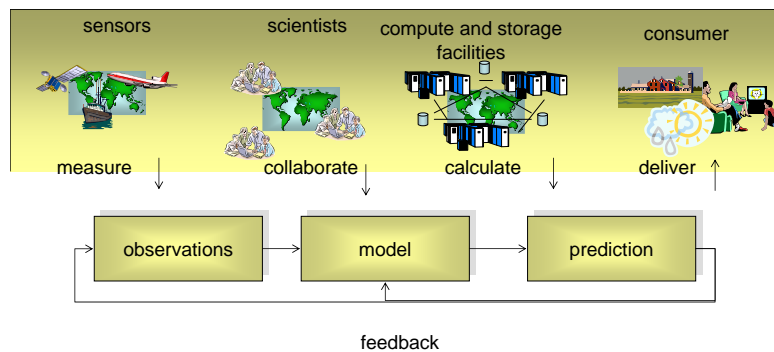 sensors
scientists
compute and storage
facilities
consumer
measure
collaborate
calculate
deliver
observations
model
prediction
feedback